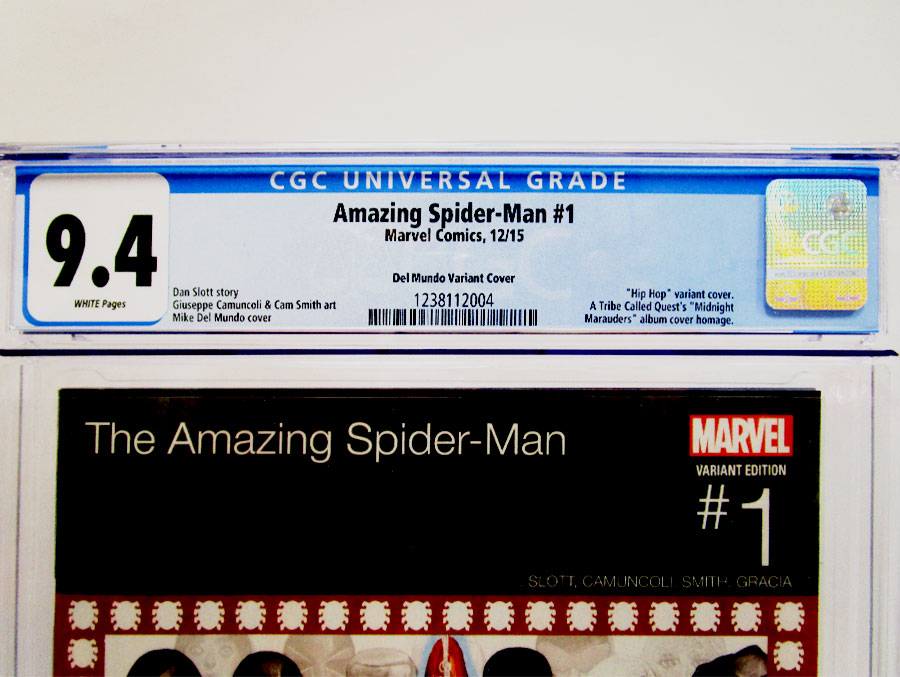 CGC UNIVERSAL GRADE
9.4
WHITE Pages
Amazing Spider-Man #1
Marvel Comics, 12/15
Del Mundo Variant Cover
1238112004
Dan Slott story
Giuseppe Camuncoli & Cam Smith art
Mike Del Mundo cover
"Hip Hop" variant cover.
A Tribe Called Quest's "Midnight
Marauders" album cover homage.
CGC
The Amazing Spider-Man
MARVEL
VARIANT EDITION
#1
SLOTT, CAMUNCOLI, SMITH, GRACIA